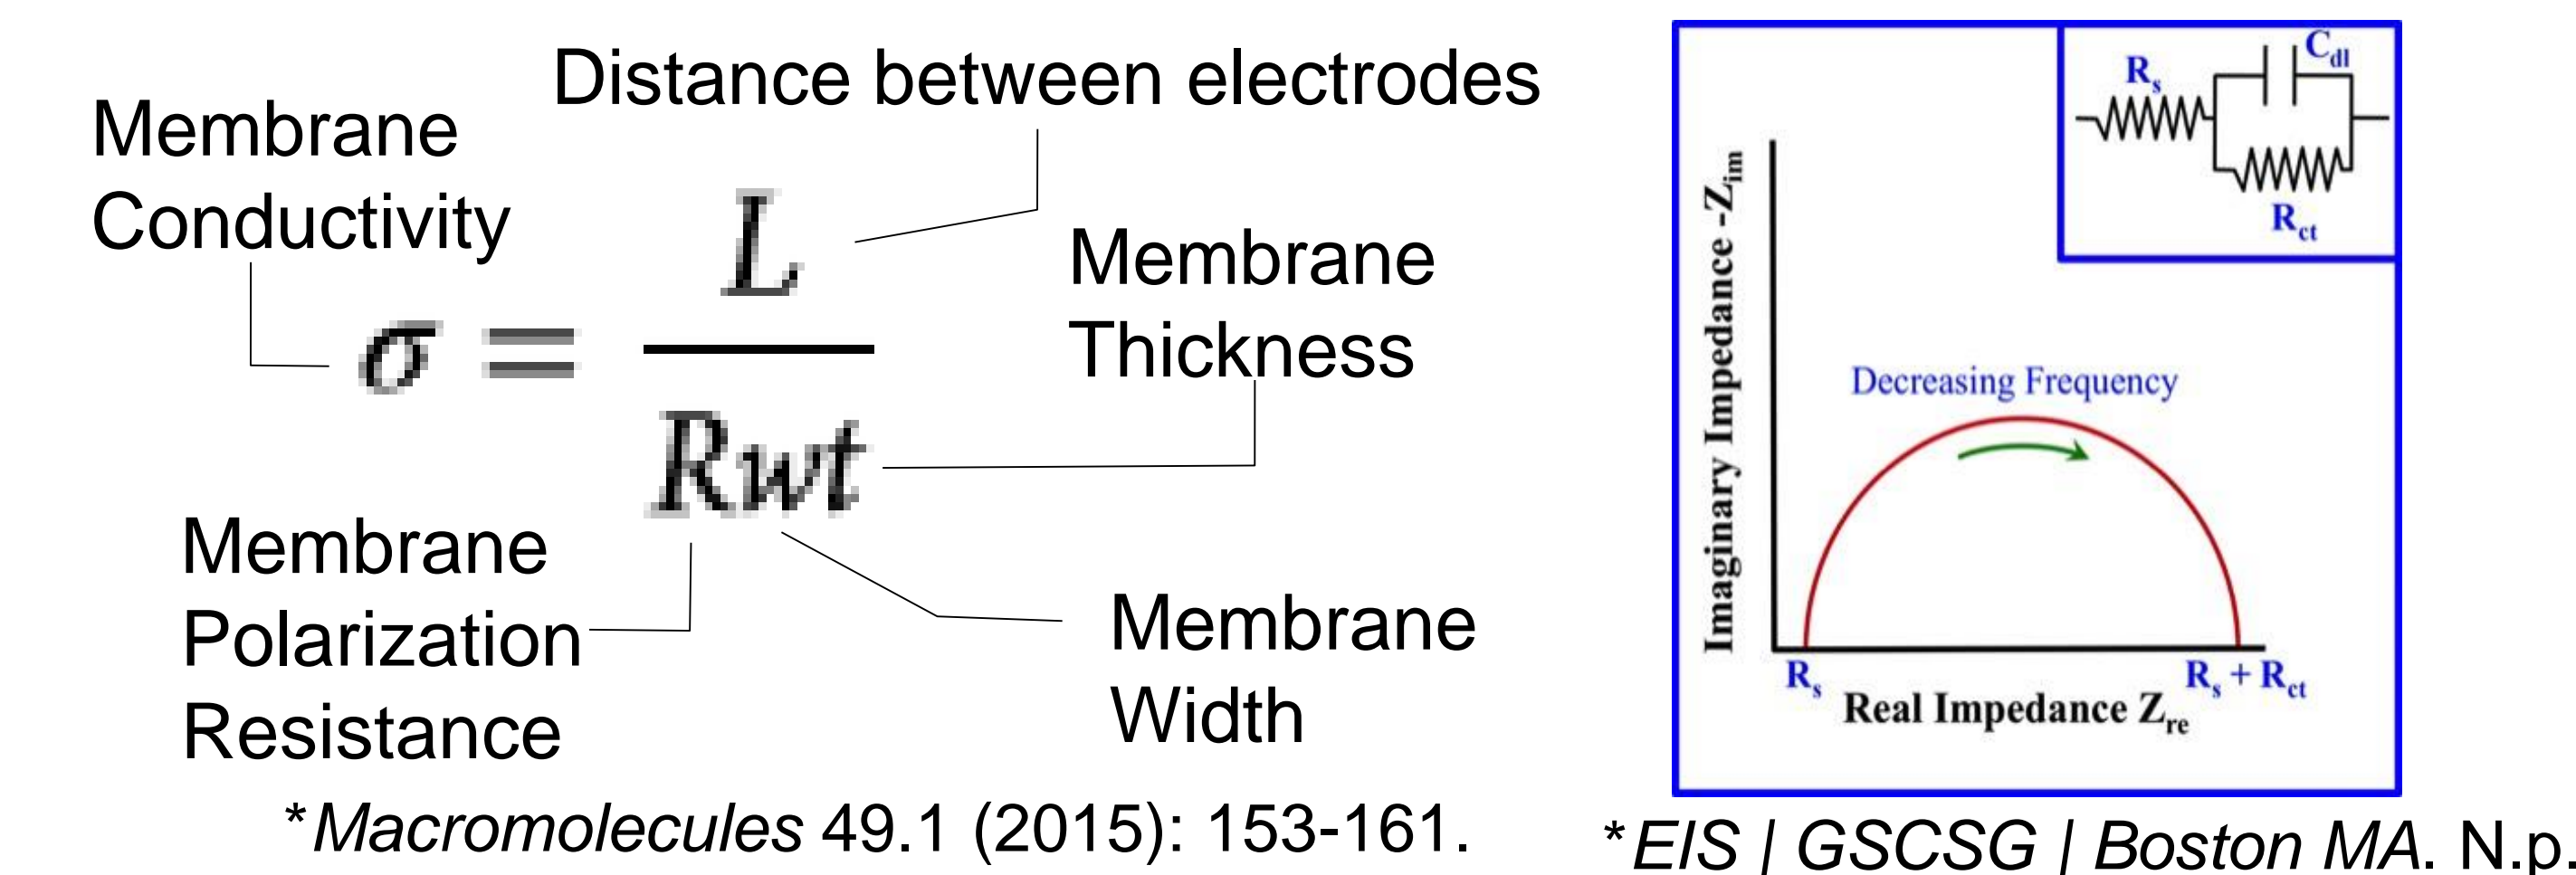 Distance between electrodes
Membrane
Conductivity
σ = L / Rwt
Membrane
Thickness
Membrane
Polarization
Resistance
Membrane
Width
*Macromolecules 49.1 (2015): 153-161.
Rs
Cdl
Rct
Imaginary Impedance -Zim
Decreasing Frequency
Rs
Rs + Rct
Real Impedance Zre
*EIS | GSCSG | Boston MA. N.p.